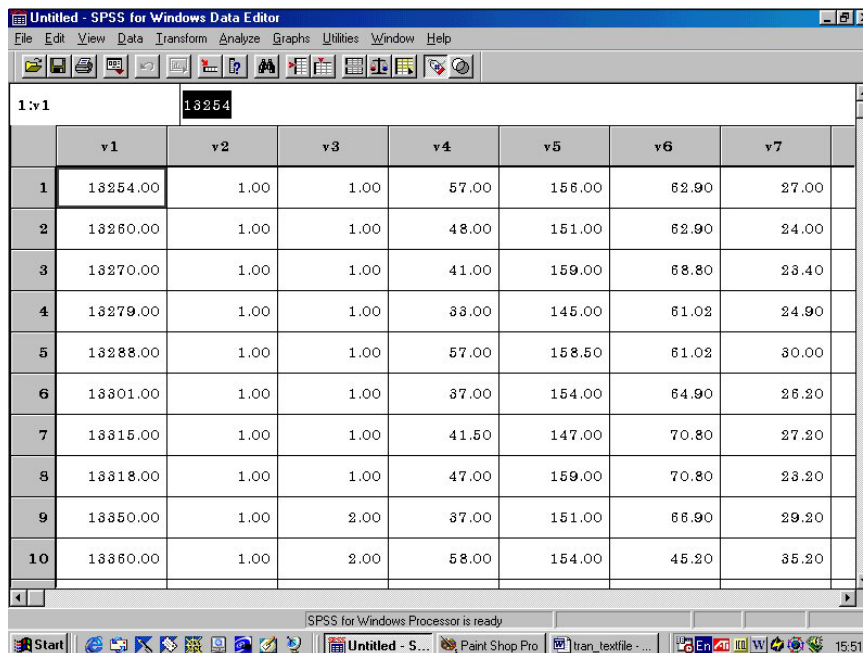 Untitled - SPSS for Windows Data Editor
File Edit View Data Transform Analyze Graphs Utilities Window Help
1:v1 13254
v1 v2 v3 v4 v5 v6 v7
1 13254.00 1.00 1.00 57.00 156.00 62.90 27.00
2 13260.00 1.00 1.00 48.00 151.00 62.90 24.00
3 13270.00 1.00 1.00 41.00 159.00 68.80 23.40
4 13279.00 1.00 1.00 33.00 145.00 61.02 24.90
5 13288.00 1.00 1.00 57.00 158.50 61.02 30.00
6 13301.00 1.00 1.00 37.00 154.00 64.90 26.20
7 13315.00 1.00 1.00 41.50 147.00 70.80 27.20
8 13318.00 1.00 1.00 47.00 159.00 70.80 23.20
9 13350.00 1.00 2.00 37.00 151.00 66.90 29.20
10 13360.00 1.00 2.00 58.00 154.00 45.20 35.20
SPSS for Windows Processor is ready
Start Untitled - S... Paint Shop Pro tran_textfile - ... En W